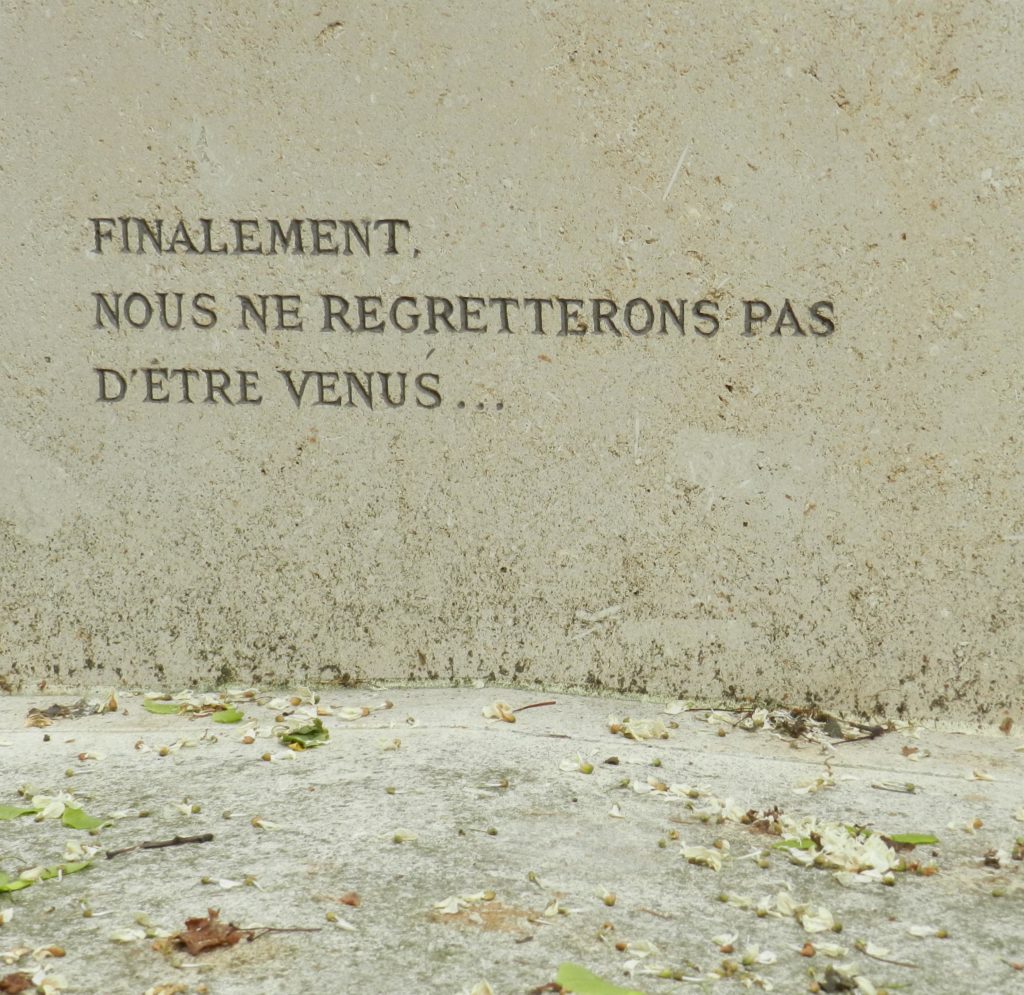 FINALEMENT,
NOUS NE REGRETTERONS PAS
D'ÊTRE VENUS...